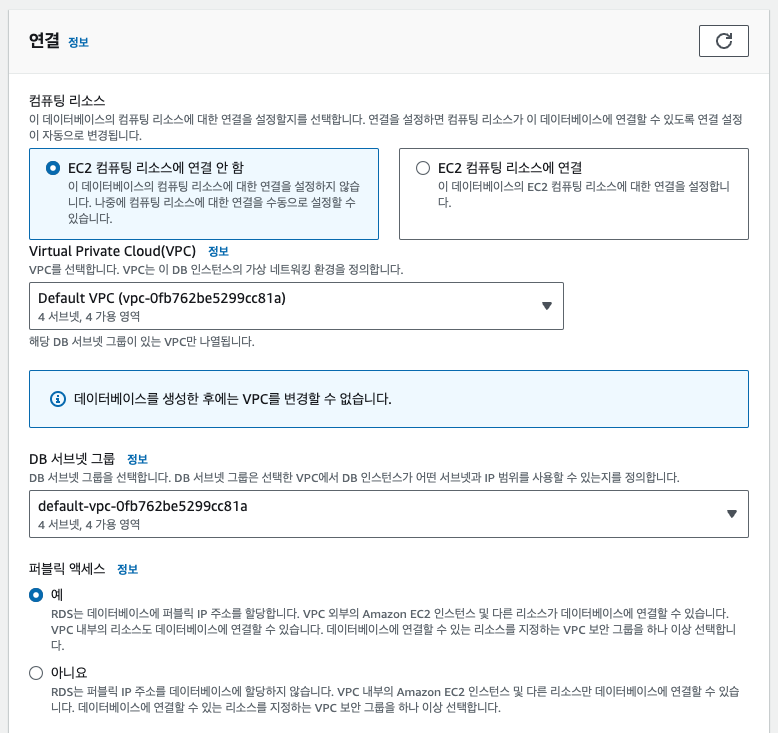 연결 정보
컴퓨팅 리소스
이 데이터베이스의 컴퓨팅 리소스에 대한 연결을 설정할지를 선택합니다. 연결을 설정하면 컴퓨팅 리소스가 이 데이터베이스에 연결할 수 있도록 연결 설정
이 자동으로 변경됩니다.
EC2 컴퓨팅 리소스에 연결 안 함
이 데이터베이스의 컴퓨팅 리소스에 대한 연결을 설정하지 않습
니다. 나중에 컴퓨팅 리소스에 대한 연결을 수동으로 설정할 수
있습니다.
EC2 컴퓨팅 리소스에 연결
이 데이터베이스의 EC2 컴퓨팅 리소스에 대한 연결을 설정합니
다.
Virtual Private Cloud(VPC) 정보
VPC를 선택합니다. VPC는 이 DB 인스턴스의 가상 네트워킹 환경을 정의합니다.
Default VPC (vpc-0fb762be5299cc81a)
4 서브넷, 4 가용 영역
해당 DB 서브넷 그룹이 있는 VPC만 나열됩니다.
데이터베이스를 생성한 후에는 VPC를 변경할 수 없습니다.
DB 서브넷 그룹 정보
DB 서브넷 그룹을 선택합니다. DB 서브넷 그룹은 선택한 VPC에서 DB 인스턴스가 어떤 서브넷과 IP 범위를 사용할 수 있는지를 정의합니다.
default-vpc-0fb762be5299cc81a
4 서브넷, 4 가용 영역
퍼블릭 액세스 정보
예
RDS는 데이터베이스에 퍼블릭 IP 주소를 할당합니다. VPC 외부의 Amazon EC2 인스턴스 및 다른 리소스가 데이터베이스에 연결할 수 있습니다.
VPC 내부의 리소스도 데이터베이스에 연결할 수 있습니다. 데이터베이스에 연결할 수 있는 리소스를 지정하는 VPC 보안 그룹을 하나 이상 선택합니
다.
아니요
RDS는 퍼블릭 IP 주소를 데이터베이스에 할당하지 않습니다. VPC 내부의 Amazon EC2 인스턴스 및 다른 리소스만 데이터베이스에 연결할 수 있습
니다. 데이터베이스에 연결할 수 있는 리소스를 지정하는 VPC 보안 그룹을 하나 이상 선택합니다.